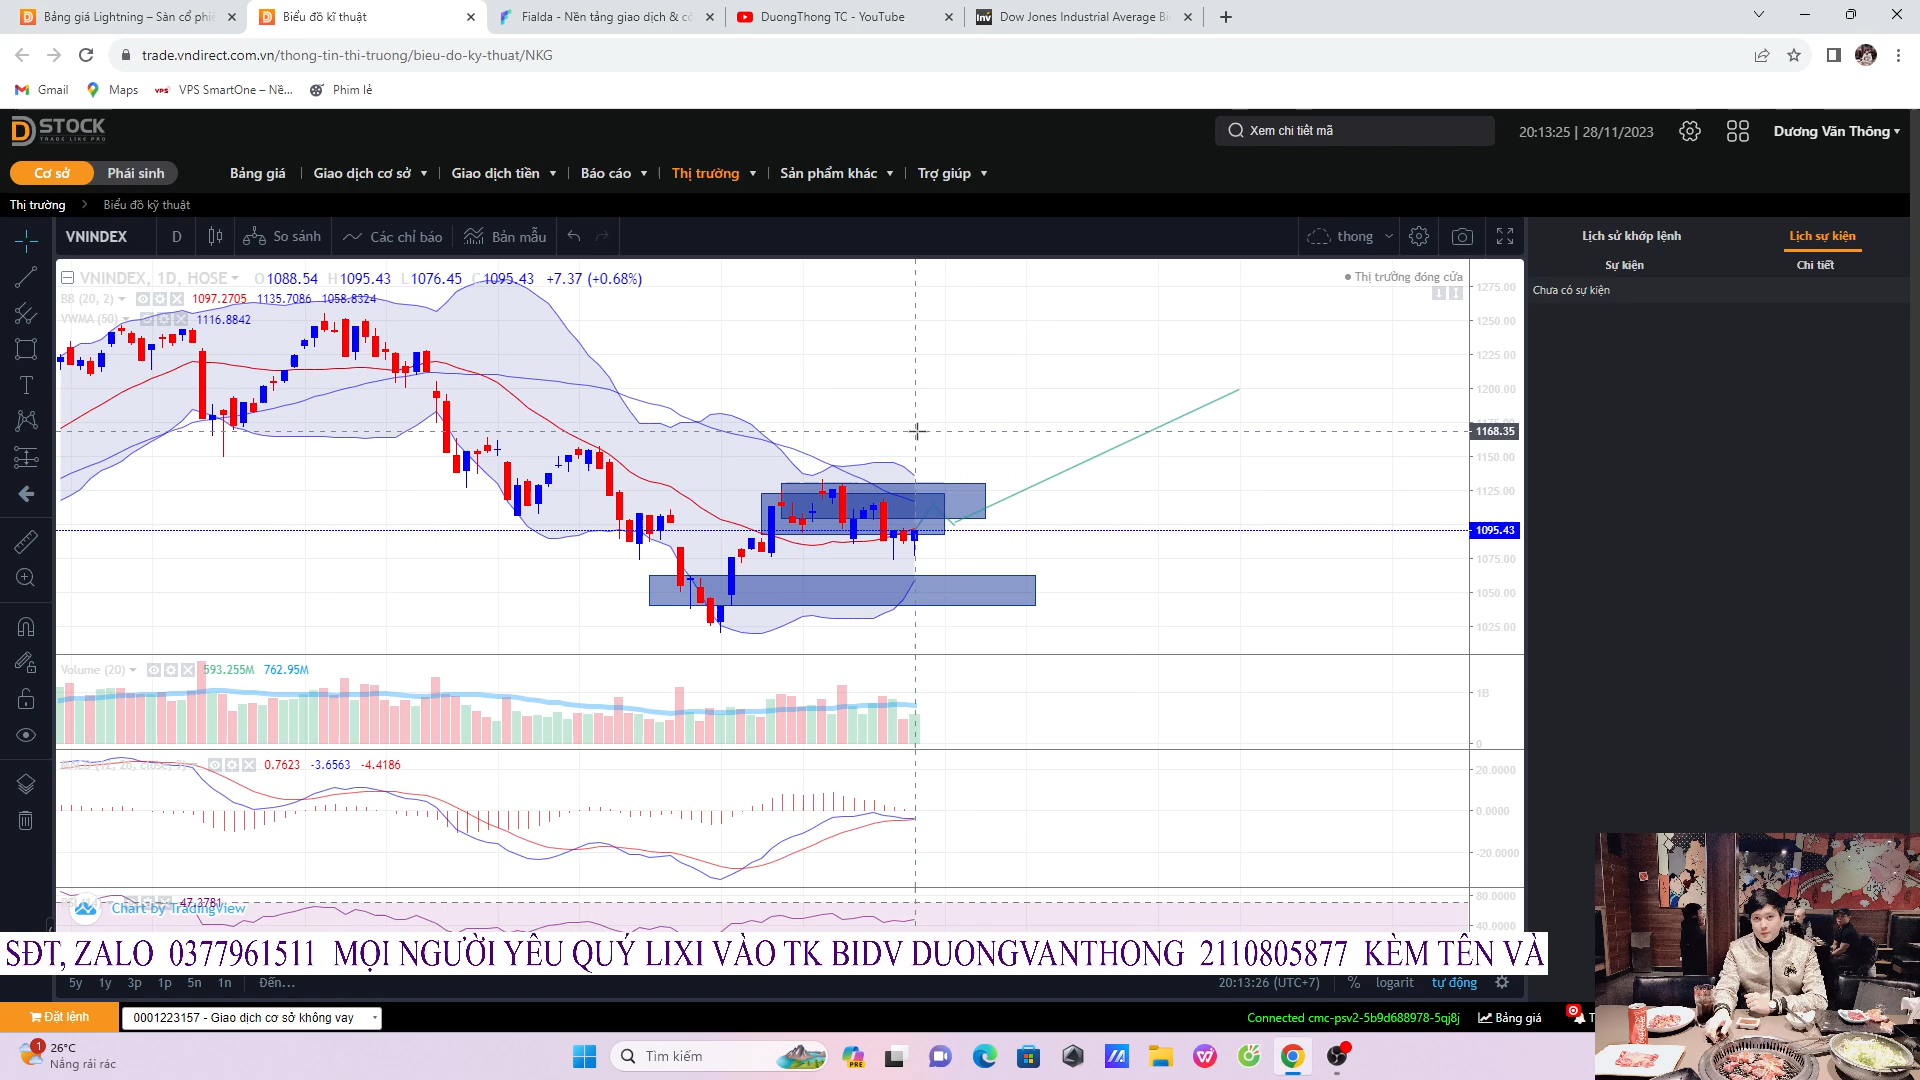 Bảng giá Lightning – Sàn cổ phiế
Biểu đồ kĩ thuật
Fialda - Nền tảng giao dịch & cô
DuongThong TC - YouTube
Dow Jones Industrial Average Bi
trade.vndirect.com.vn/thong-tin-thi-truong/bieu-do-ky-thuat/NKG
Gmail
Maps
VPS SmartOne – Nề...
Phim lẻ
D STOCK
TRADE LIKE PRO
Xem chi tiết mã
20:13:25 | 28/11/2023
Dương Văn Thông
Cơ sở
Phái sinh
Bảng giá
Giao dịch cơ sở
Giao dịch tiền
Báo cáo
Thị trường
Sản phẩm khác
Trợ giúp
Thị trường
Biểu đồ kỹ thuật
VNINDEX
D
So sánh
Các chỉ báo
Bản mẫu
thong
Lịch sử khớp lệnh
Lịch sự kiện
Sự kiện
Chi tiết
Chưa có sự kiện
VNINDEX, 1D, HOSE
O1088.54 H1095.43 L1076.45 C1095.43 +7.37 (+0.68%)
Thị trường đóng cửa
BB (20, 2)
1097.2705 1135.7086 1058.8324
VWMA (50)
1116.8842
1275.00
1250.00
1225.00
1200.00
1168.35
1150.00
1125.00
1095.43
1075.00
1050.00
1025.00
Volume (20)
593.255M 762.95M
1B
0
0.7623 -3.6563 -4.4186
20.0000
0.0000
-20.0000
47.3781
80.0000
40.0000
Chart by TradingView
SĐT, ZALO 0377961511 MỌI NGƯỜI YÊU QUÝ LIXI VÀO TK BIDV DUONGVANTHONG 2110805877 KÈM TÊN VÀ
5y 1y 3p 1p 5n 1n Đến...
20:13:26 (UTC+7)
%
logarit
tự động
Đặt lệnh
0001223157 - Giao dịch cơ sở không vay
Connected cmc-psv2-5b9d688978-5qj8j
Bảng giá
1
26°C
Nắng rải rác
Tìm kiếm